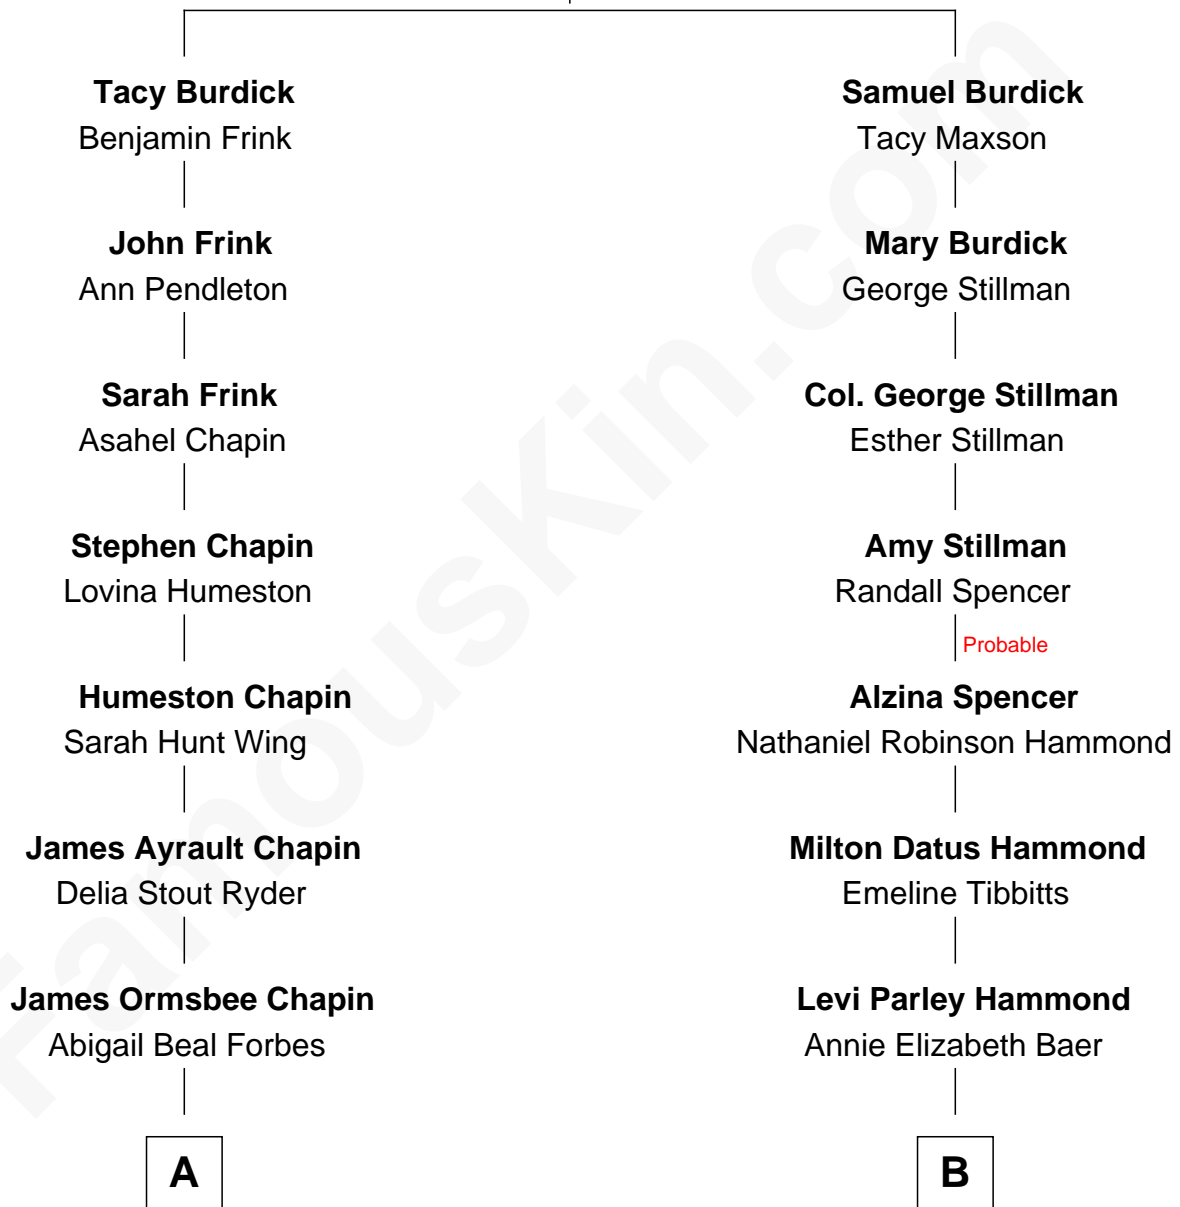 Tacy Burdick
Benjamin Frink
John Frink
Ann Pendleton
Sarah Frink
Asahel Chapin
Stephen Chapin
Lovina Humeston
Humeston Chapin
Sarah Hunt Wing
James Ayrault Chapin
Delia Stout Ryder
James Ormsbee Chapin
Abigail Beal Forbes
A
Samuel Burdick
Tacy Maxson
Mary Burdick
George Stillman
Col. George Stillman
Esther Stillman
Amy Stillman
Randall Spencer
Probable
Alzina Spencer
Nathaniel Robinson Hammond
Milton Datus Hammond
Emeline Tibbitts
Levi Parley Hammond
Annie Elizabeth Baer
B
FamousKin.com